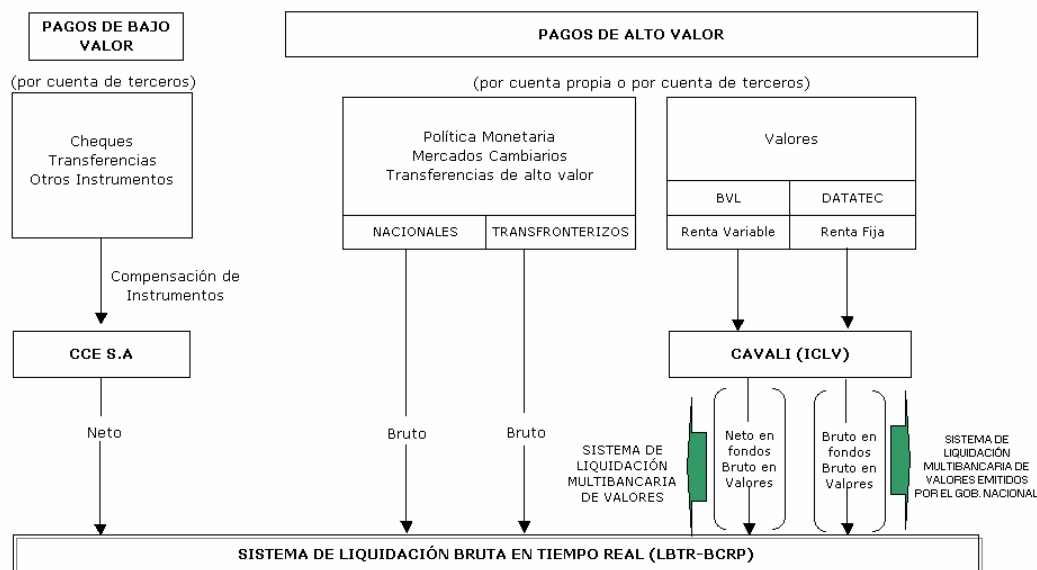 PAGOS DE BAJO
VALOR
PAGOS DE ALTO VALOR
(por cuenta de terceros)
(por cuenta propia o por cuenta de terceros)
Cheques
Transferencias
Otros Instrumentos
Política Monetaria
Mercados Cambiarios
Transferencias de alto valor
NACIONALES
TRANSFRONTERIZOS
Valores
BVL
DATATEC
Renta Variable
Renta Fija
Compensación de
Instrumentos
CCE S.A
CAVALI (ICLV)
Neto
Bruto
Bruto
SISTEMA DE
LIQUIDACIÓN
MULTIBANCARIA
DE VALORES
Neto en
fondos
Bruto en
Valores
Bruto en
fondos
Bruto en
Valores
SISTEMA DE
LIQUIDACIÓN
MULTIBANCARIA DE
VALORES EMITIDOS
POR EL GOB. NACIONAL
SISTEMA DE LIQUIDACIÓN BRUTA EN TIEMPO REAL (LBTR-BCRP)